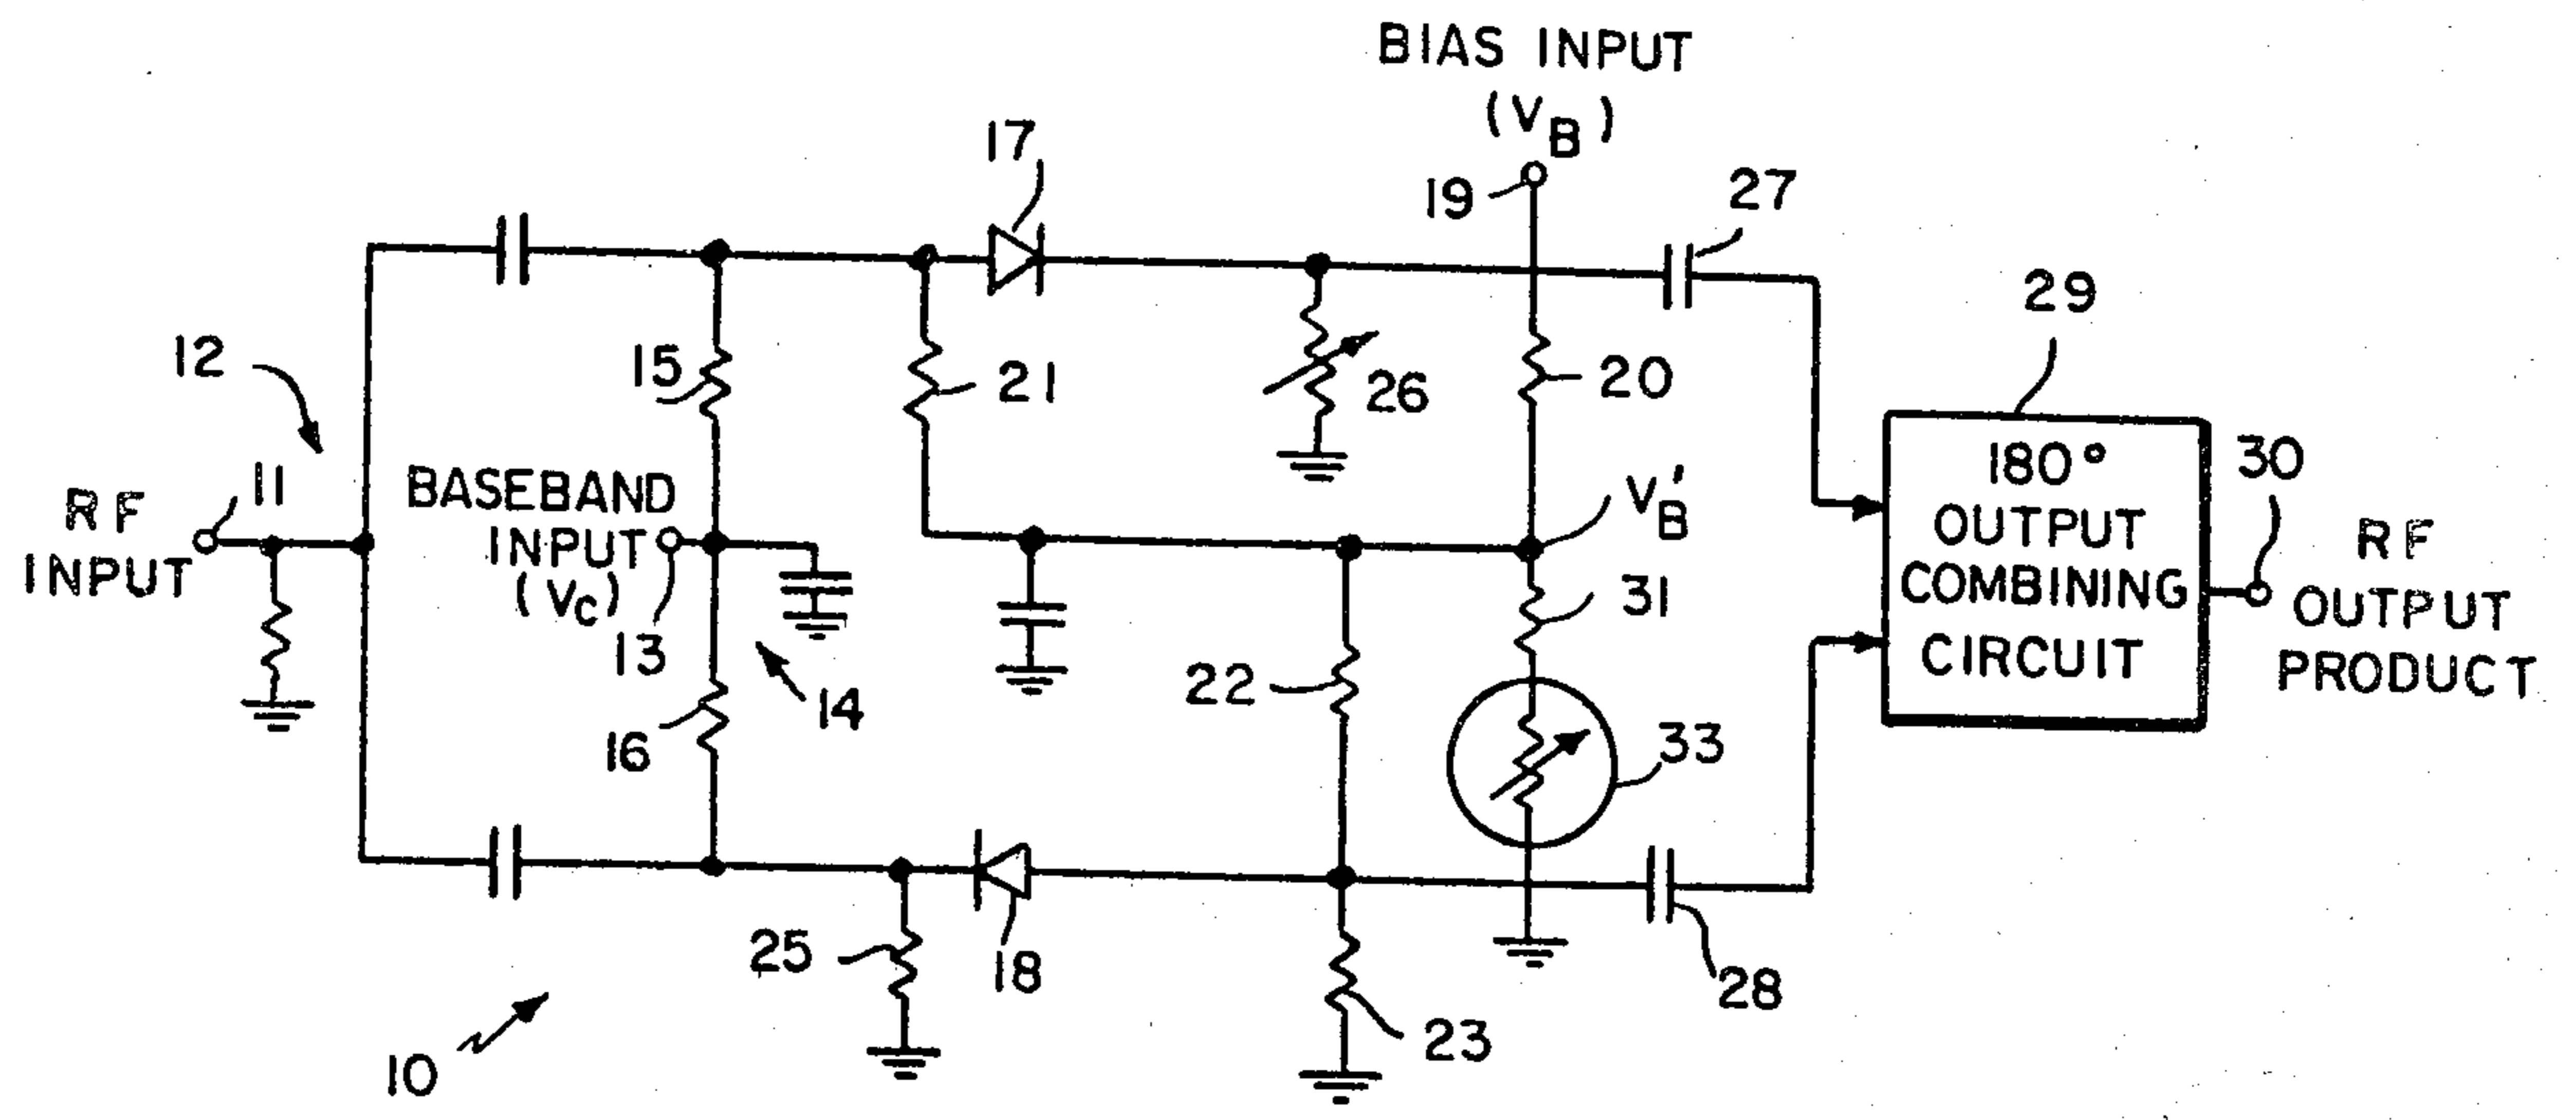 BIAS INPUT
(VB)
17
19
27
12
15
21
26
20
29
180°
OUTPUT
COMBINING
CIRCUIT
30
RF
OUTPUT
PRODUCT
RF
INPUT
11
BASEBAND
INPUT
(VC)
13
VB'
31
14
22
16
33
25
18
28
23
10